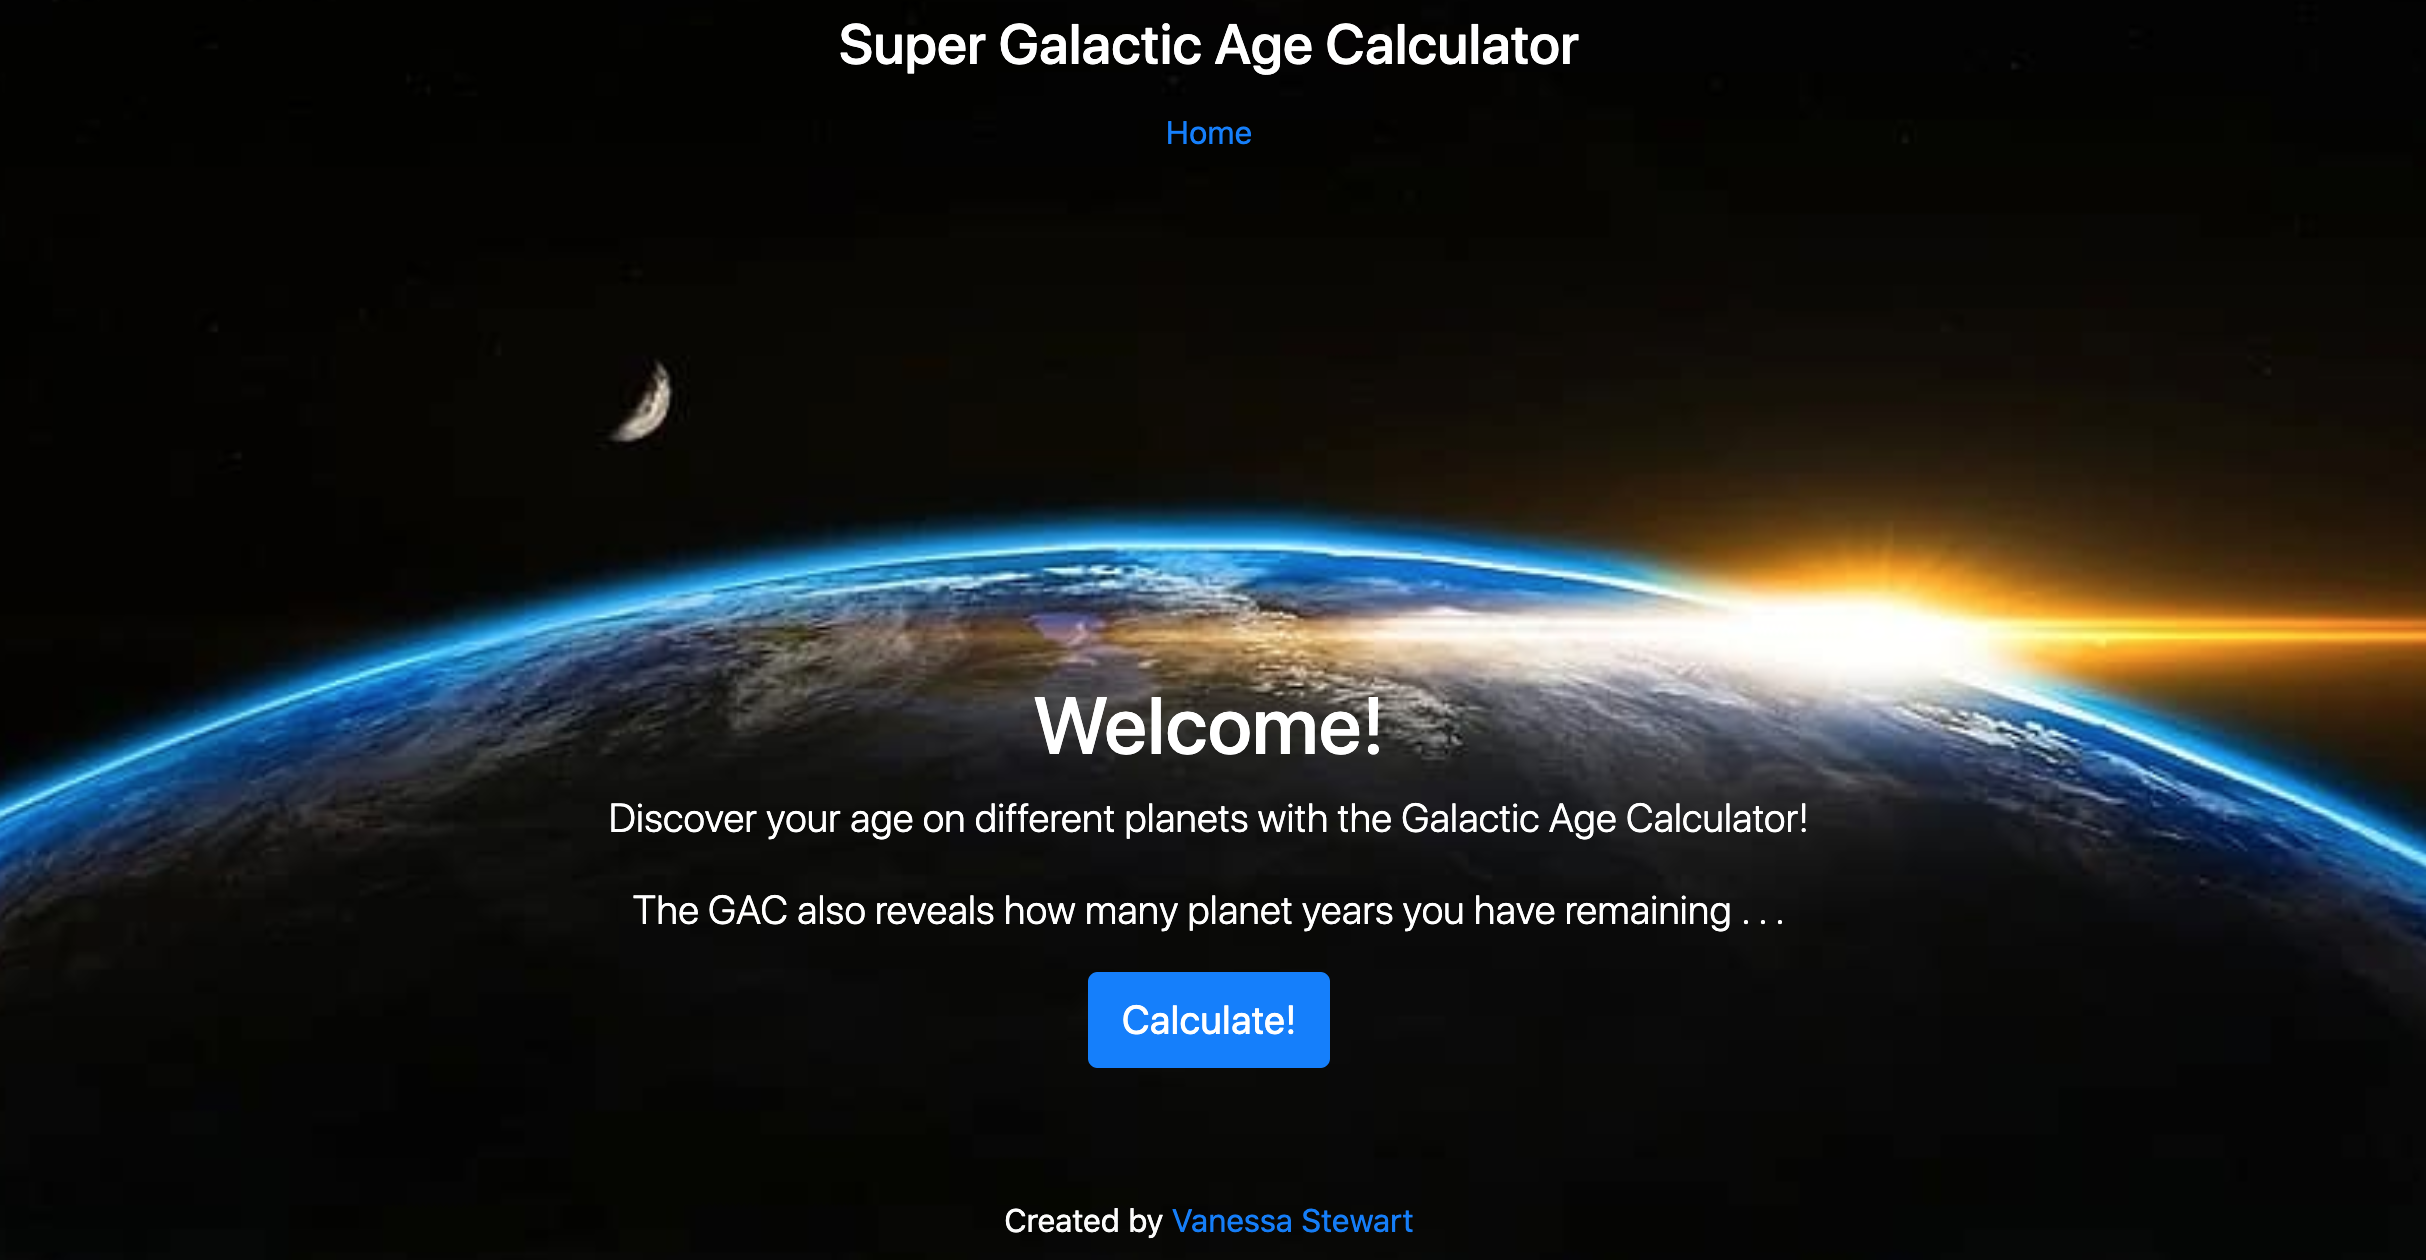 Super Galactic Age Calculator
Home
Welcome!
Discover your age on different planets with the Galactic Age Calculator!
The GAC also reveals how many planet years you have remaining . . .
Calculate!
Created by Vanessa Stewart